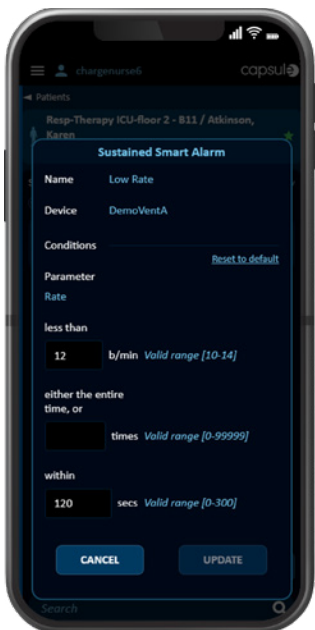 chargenurse6 capsule
Patients
Resp-Therapy ICU-floor 2 - B11 / Atkinson,
Karen
Sustained Smart Alarm
Name Low Rate
Device DemoVentA
Conditions
Reset to default
Parameter
Rate
less than
12 b/min Valid range [10-14]
either the entire
time, or
times Valid range [0-99999]
within
120 secs Valid range [0-300]
CANCEL UPDATE
Search